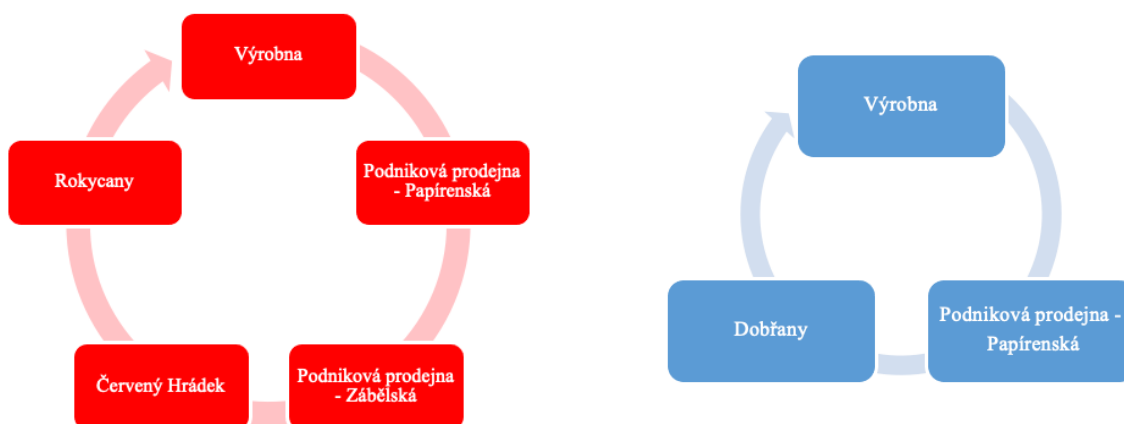 Výrobna
Podniková prodejna
- Papírenská
Podniková prodejna
- Zábělská
Červený Hrádek
Rokycany
Výrobna
Podniková prodejna -
Papírenská
Dobřany